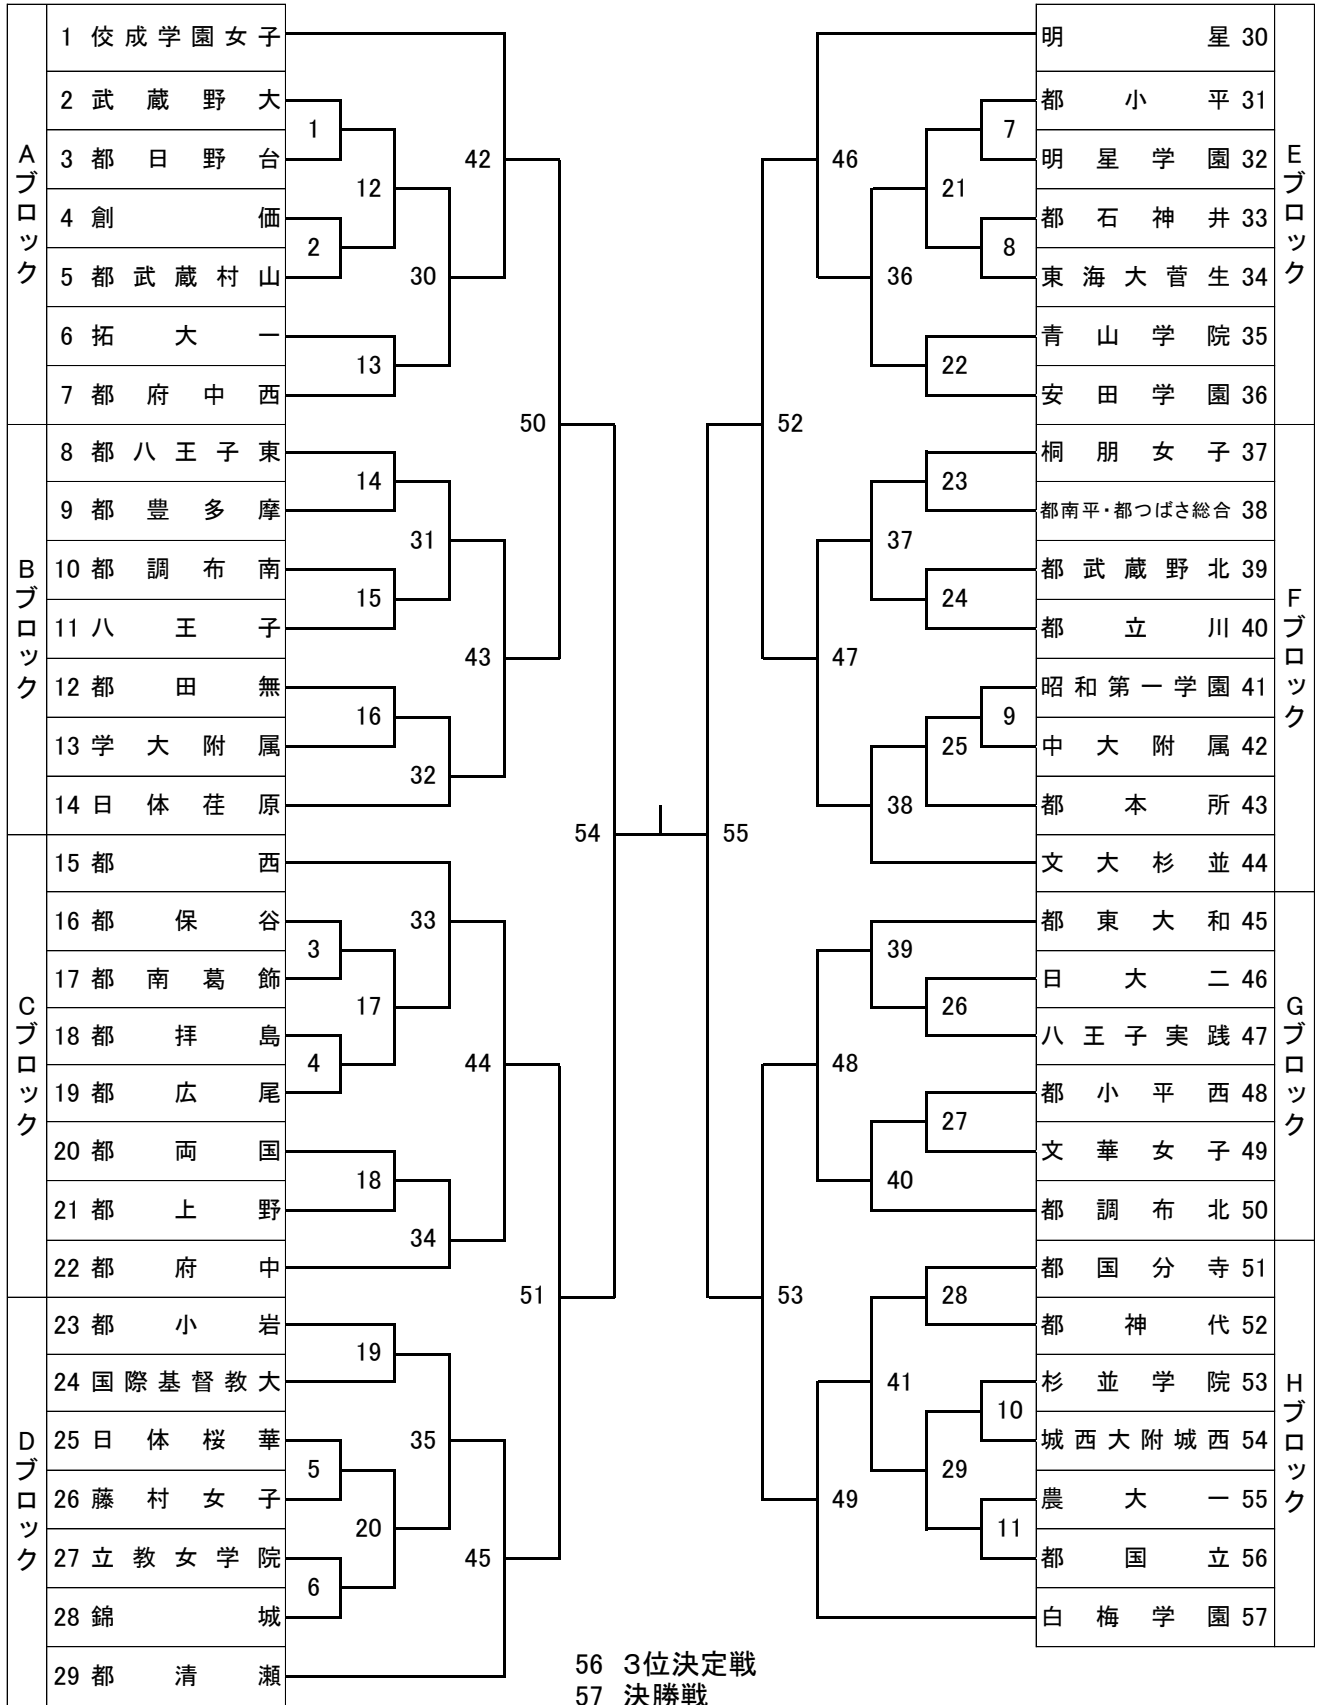 Aブロック
1 佼成学園女子
2 武蔵野大
3 都日野台
4 創価
5 都武蔵村山
6 拓大一
7 都府中西
Bブロック
8 都八王子東
9 都豊多摩
10 都調布南
11 八王子
12 都田無
13 学大附属
14 日体荏原
Cブロック
15 都西
16 都保谷
17 都南葛飾
18 都拝島
19 都広尾
20 都両国
21 都上野
22 都府中
Dブロック
23 都小岩
24 国際基督教大
25 日体桜華
26 藤村女子
27 立教女学院
28 錦城
29 都清瀬
1
2
3
4
5
6
12
13
14
15
16
17
18
19
20
30
31
32
33
34
35
42
43
44
45
50
51
54
55
52
53
46
47
48
49
36
37
38
39
40
41
21
22
23
24
25
26
27
28
29
7
8
9
10
11
明星 30
都小平 31
明星学園 32
都石神井 33
東海大菅生 34
青山学院 35
安田学園 36
Eブロック
桐朋女子 37
都南平・都つばさ総合 38
都武蔵野北 39
都立川 40
昭和第一学園 41
中大附属 42
都本所 43
文大杉並 44
Fブロック
都東大和 45
日大二 46
八王子実践 47
都小平西 48
文華女子 49
都調布北 50
Gブロック
都国分寺 51
都神代 52
杉並学院 53
城西大附城西 54
農大一 55
都国立 56
白梅学園 57
Hブロック
56 3位決定戦
57 決勝戦